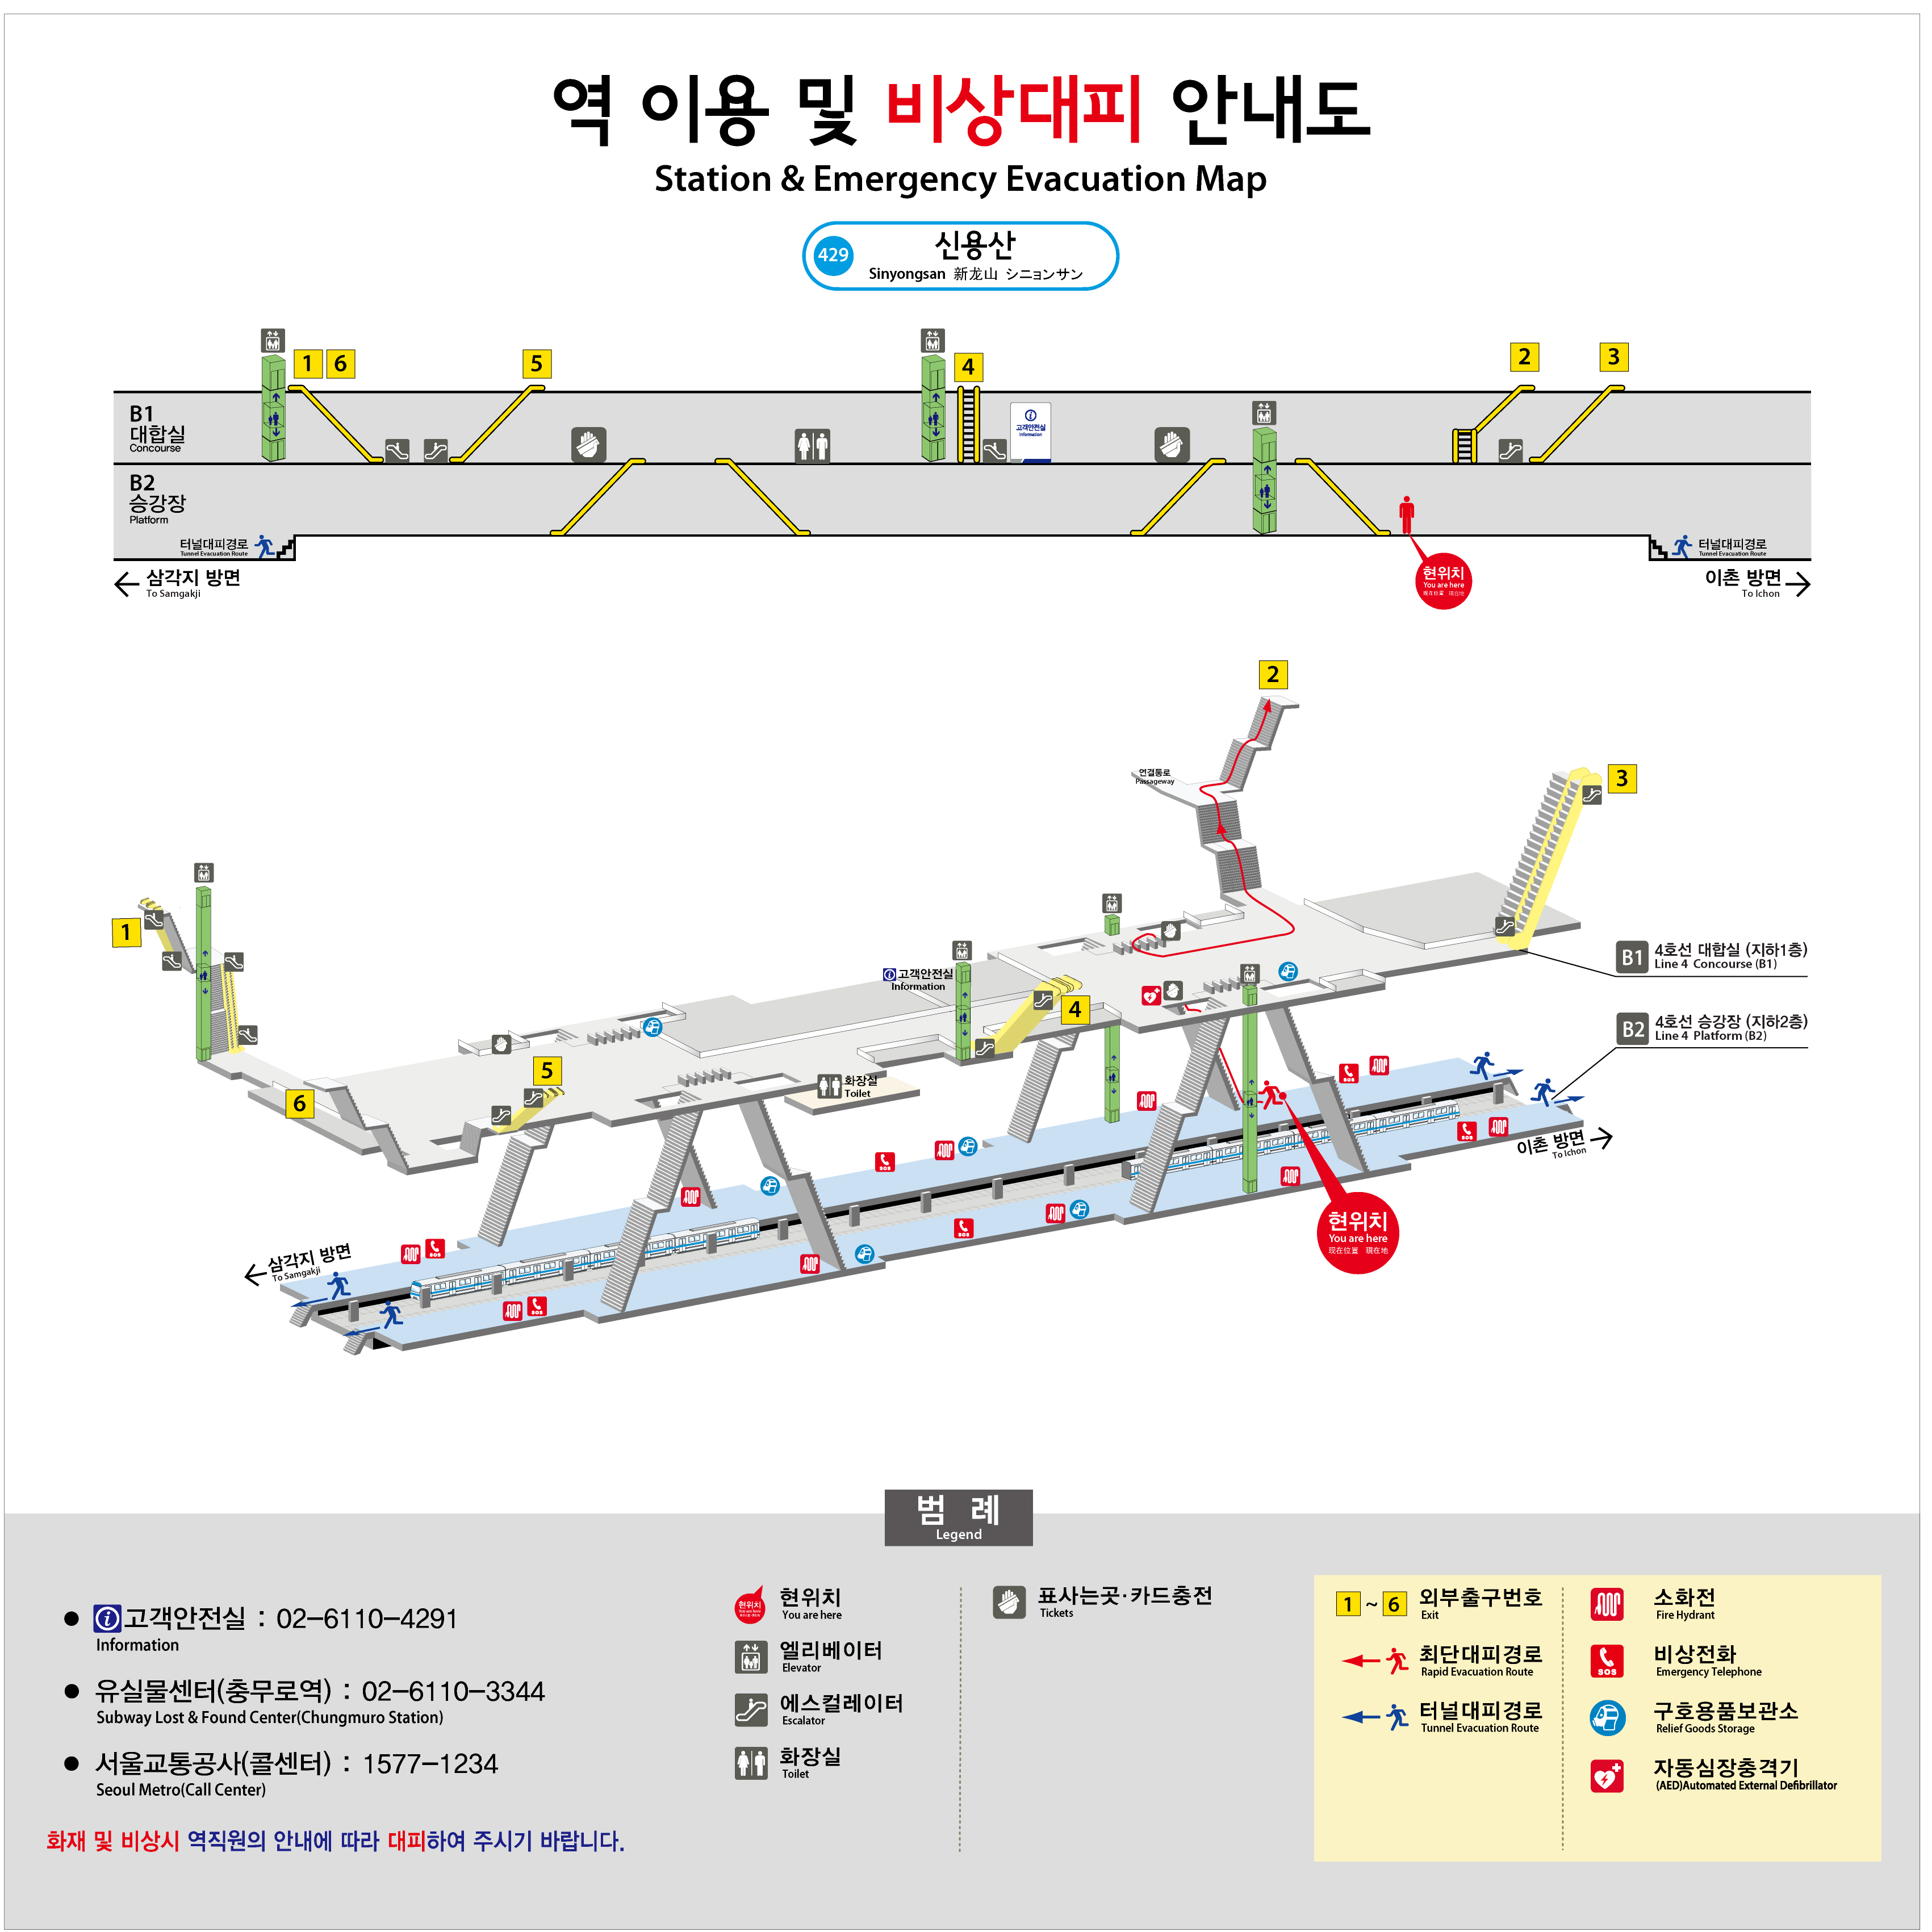 역 이용 및 비상대피 안내도
Station & Emergency Evacuation Map
429
신용산
Sinyongsan 新龙山 シニョンサン
1 6
5
4
2
3
B1
대합실
Concourse
고객안전실
Information
B2
승강장
Platform
터널대피경로
Tunnel Evacuation Route
삼각지 방면
To Samgakji
터널대피경로
Tunnel Evacuation Route
이촌 방면
To Ichon
현위치
You are here
现在位置 現在地
2
연결통로
Passageway
3
1
B1
4호선 대합실 (지하1층)
Line 4 Concourse (B1)
고객안전실
Information
4
B2
4호선 승강장 (지하2층)
Line 4 Platform (B2)
5
화장실
Toilet
6
SOS
SOS
이촌 방면
To Ichon
SOS
SOS
현위치
You are here
现在位置 現在地
삼각지 방면
To Samgakji
SOS
SOS
범 례
Legend
고객안전실 : 02-6110-4291
Information
유실물센터(충무로역) : 02-6110-3344
Subway Lost & Found Center(Chungmuro Station)
서울교통공사(콜센터) : 1577-1234
Seoul Metro(Call Center)
화재 및 비상시 역직원의 안내에 따라 대피하여 주시기 바랍니다.
현위치
현위치
You are here
엘리베이터
Elevator
에스컬레이터
Escalator
화장실
Toilet
표사는곳·카드충전
Tickets
1 ~ 6 외부출구번호
Exit
최단대피경로
Rapid Evacuation Route
터널대피경로
Tunnel Evacuation Route
소화전
Fire Hydrant
SOS
비상전화
Emergency Telephone
구호용품보관소
Relief Goods Storage
자동심장충격기
(AED)Automated External Defibrillator